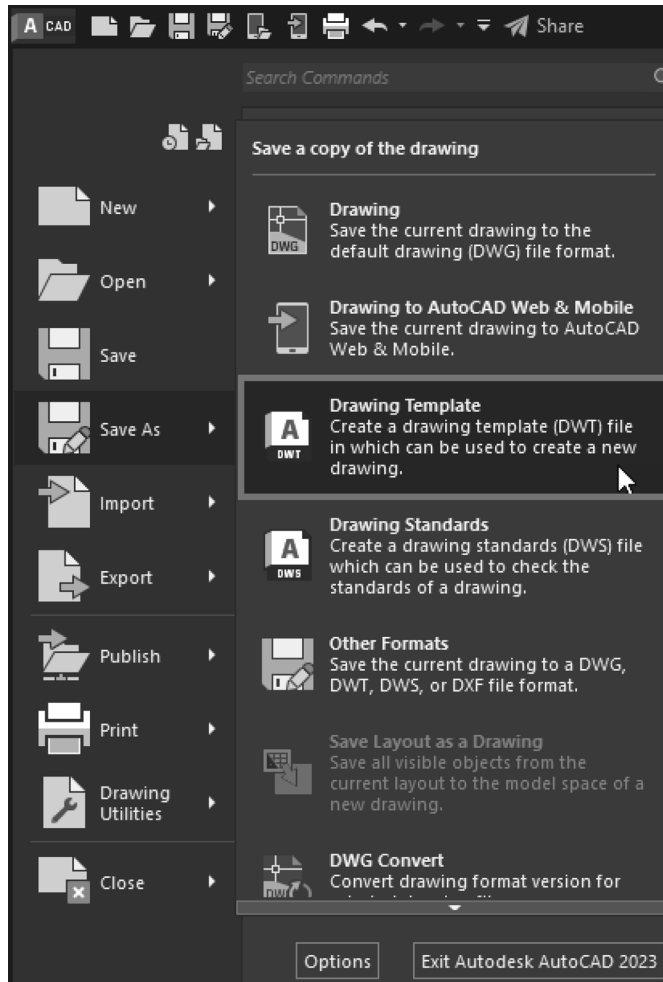 A CAD
Share
Search Commands
Save a copy of the drawing
New
Open
Save
Save As
Import
Export
Publish
Print
Drawing
Utilities
Close
DWG
Drawing
Save the current drawing to the
default drawing (DWG) file format.
Drawing to AutoCAD Web & Mobile
Save the current drawing to AutoCAD
Web & Mobile.
A
DWT
Drawing Template
Create a drawing template (DWT) file
in which can be used to create a new
drawing.
A
DWS
Drawing Standards
Create a drawing standards (DWS) file
which can be used to check the
standards of a drawing.
Other Formats
Save the current drawing to a DWG,
DWT, DWS, or DXF file format.
Save Layout as a Drawing
Save all visible objects from the
current layout to the model space of a
new drawing.
DWG Convert
Convert drawing format version for
Options
Exit Autodesk AutoCAD 2023